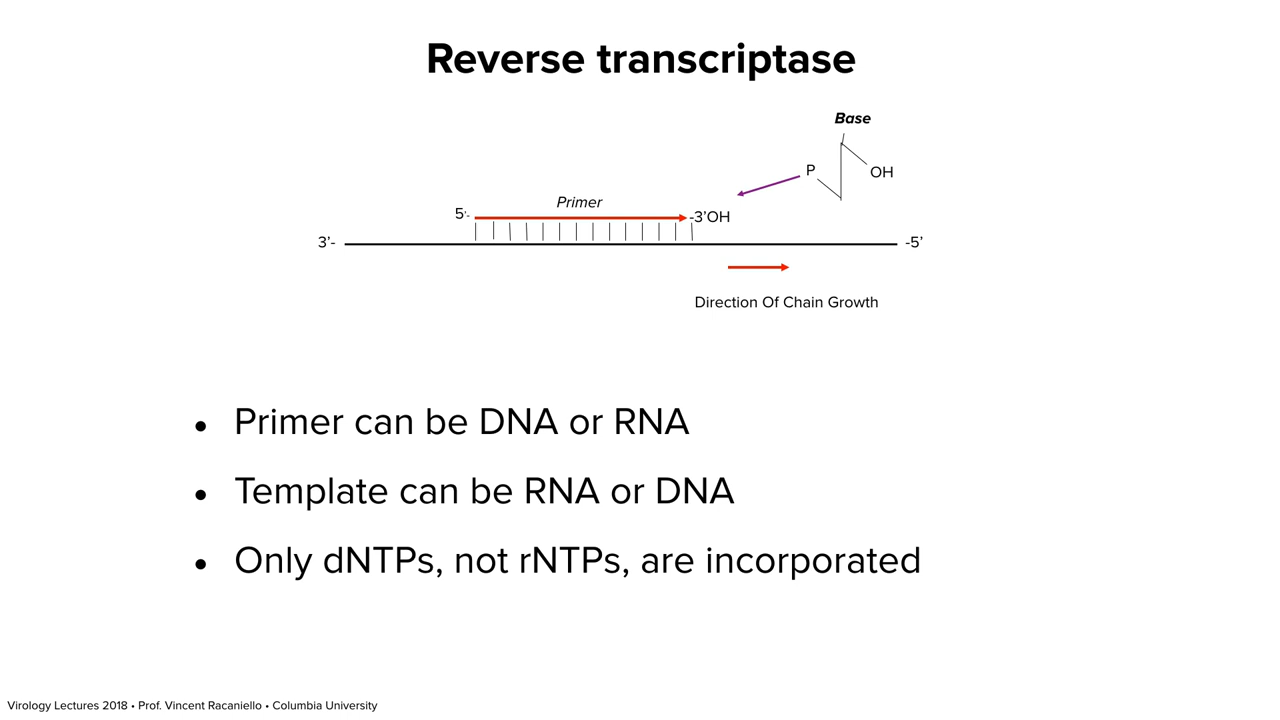 Reverse transcriptase
Base
P
OH
Primer
5'-
-3'OH
3'-
-5'
Direction Of Chain Growth
• Primer can be DNA or RNA
• Template can be RNA or DNA
• Only dNTPs, not rNTPs, are incorporated
Virology Lectures 2018 • Prof. Vincent Racaniello • Columbia University